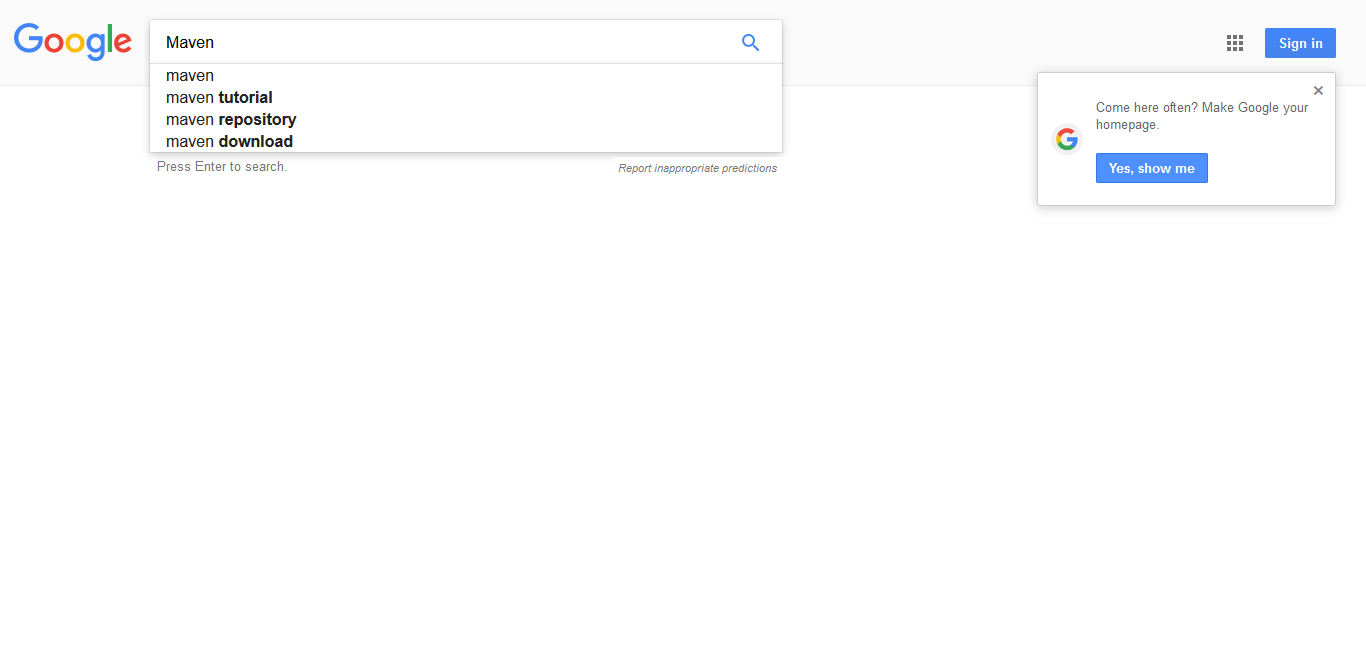 Google
Maven
Sign in
maven
maven tutorial
maven repository
maven download
Press Enter to search.
Report inappropriate predictions
Come here often? Make Google your
homepage.
Yes, show me